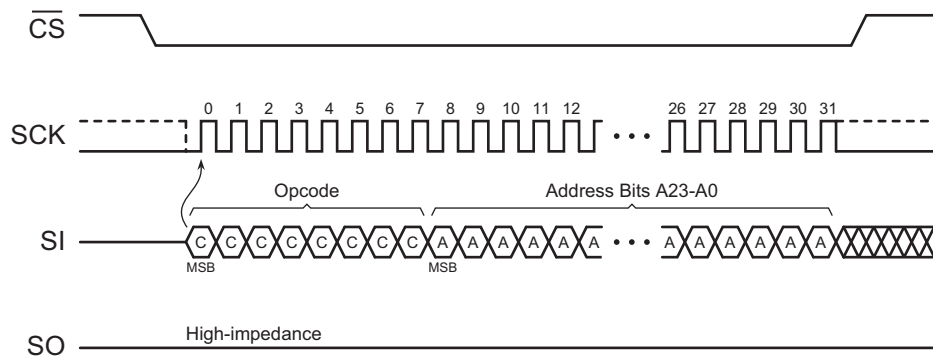 CS
0 1 2 3 4 5 6 7 8 9 10 11 12 26 27 28 29 30 31
SCK
Opcode Address Bits A23-A0
SI C C C C C C C C A A A A A A A A A A A A
MSB MSB
High-impedance
SO